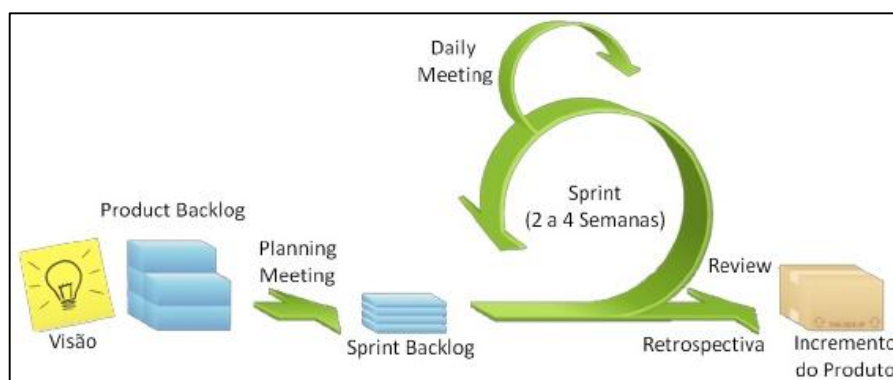 Daily
Meeting
Sprint
(2 a 4 Semanas)
Product Backlog
Planning
Meeting
Review
Visão
Sprint Backlog
Retrospectiva
Incremento
do Produto